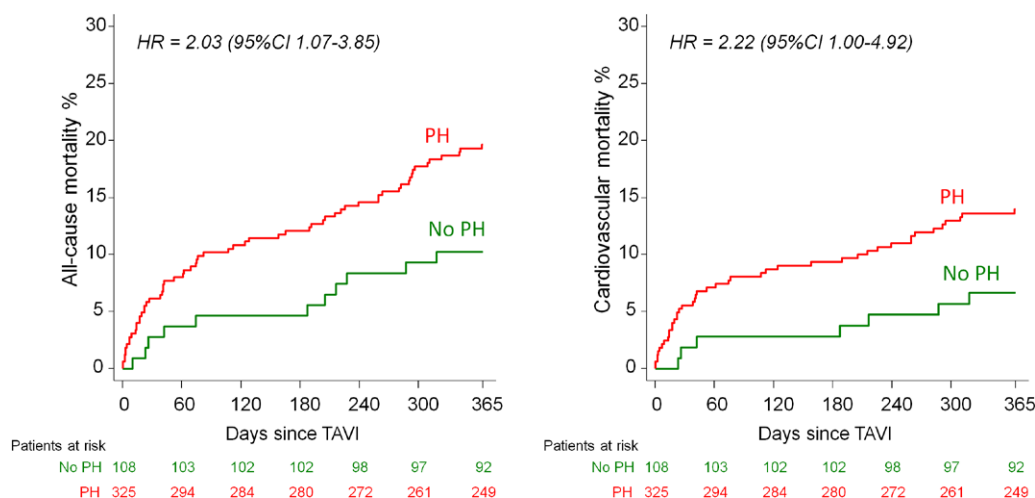 HR = 2.03 (95%CI 1.07-3.85)
All-cause mortality %
30
25
20
15
10
5
0
PH
No PH
0 60 120 180 240 300 365
Days since TAVI
Patients at risk
No PH 108 103 102 102 98 97 92
PH 325 294 284 280 272 261 249
HR = 2.22 (95%CI 1.00-4.92)
Cardiovascular mortality %
30
25
20
15
10
5
0
PH
No PH
0 60 120 180 240 300 365
Days since TAVI
Patients at risk
No PH 108 103 102 102 98 97 92
PH 325 294 284 280 272 261 249